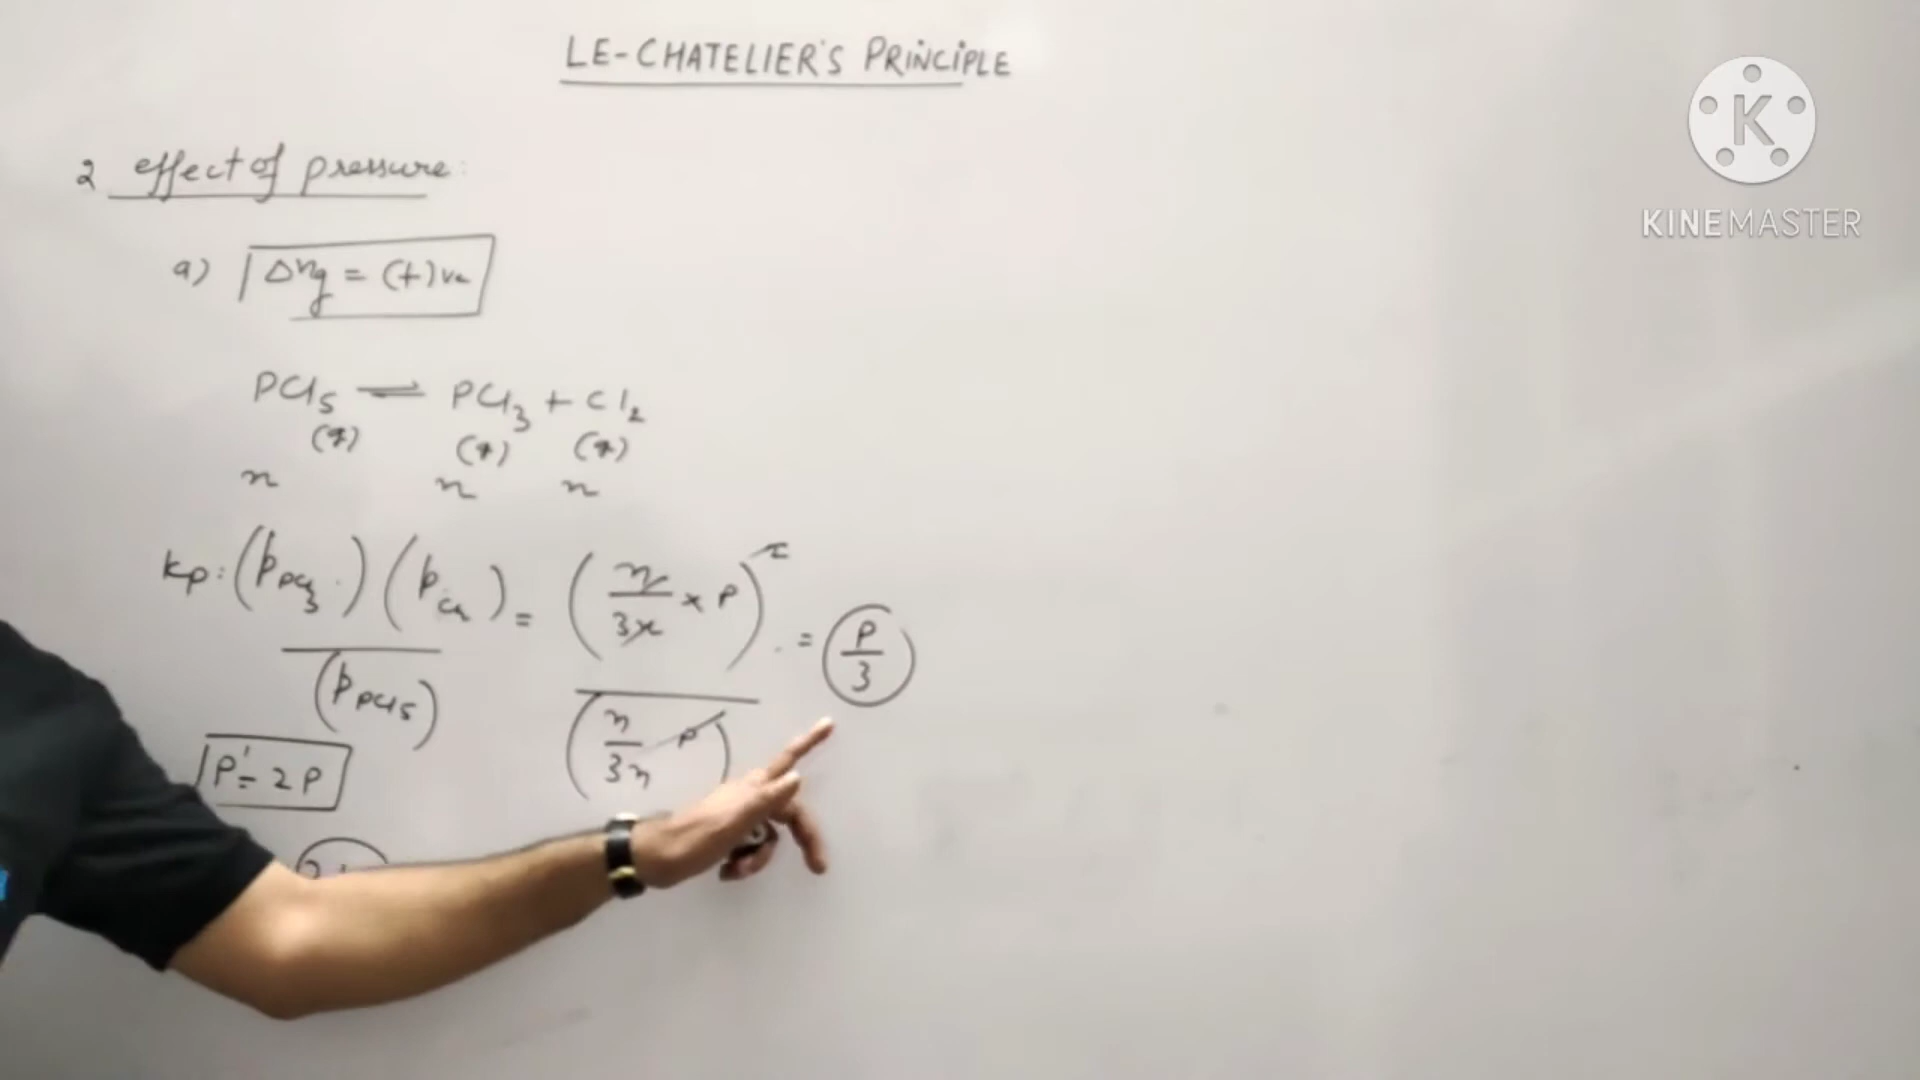 LE-CHATELIER'S PRINCIPLE
K
KINEMASTER
2 effect of pressure:
a) Δng = (+)ve
PCl5 ⇌ PCl3 + Cl2
(g) (g) (g)
n n n
Kp: (pPCl3) (pCl2) / (pPCl5) = (n/3n × P)^2 / (n/3n P) = P/3
P' = 2P